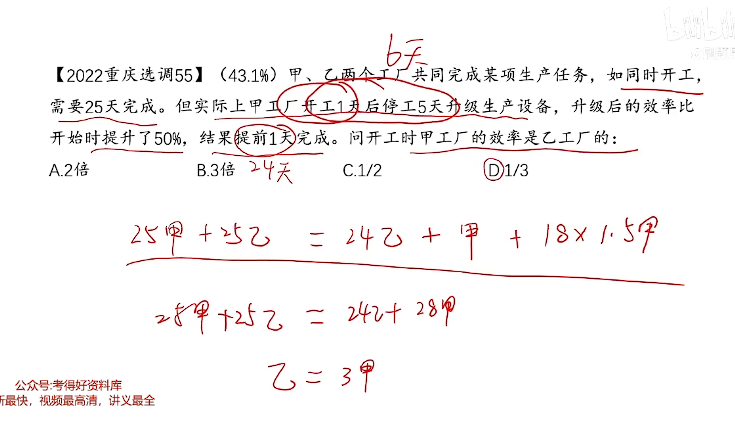 bilibili
6天
【2022重庆选调55】（43.1%）甲、乙两个工厂共同完成某项生产任务，如同时开工，
需要25天完成。但实际上甲工厂开工1天后停工5天升级生产设备，升级后的效率比
开始时提升了50%，结果提前1天完成。问开工时甲工厂的效率是乙工厂的：
A.2倍 B.3倍 24天 C.1/2 D.1/3
25甲+25乙 = 24乙+甲+18×1.5甲
25甲+25乙 = 24乙+28甲
乙=3甲
公众号:考得好资料库
新最快，视频最高清，讲义最全